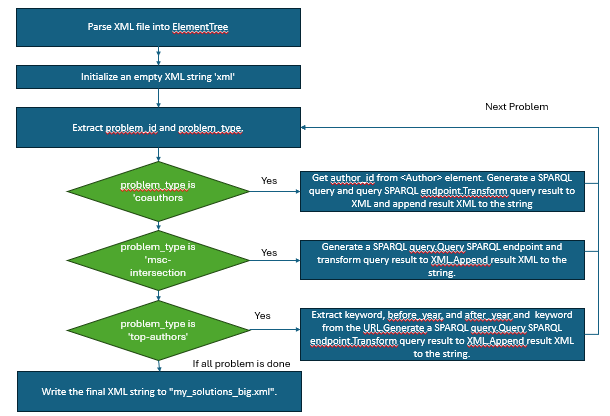 Parse XML file into ElementTree
Initialize an empty XML string 'xml'
Next Problem
Extract problem_id and problem_type.
problem_type is
'coauthors
Yes
Get author_id from <Author> element. Generate a SPARQL
query and query SPARQL endpoint.Transform query result to
XML and append result XML to the string
problem_type is
'msc-
intersection
Yes
Generate a SPARQL query.Query SPARQL endpoint and
transform query result to XML.Append result XML to the
string.
problem_type is
'top-authors'
Yes
Extract keyword, before_year, and after_year and keyword
from the URL.Generate a SPARQL query.Query SPARQL
endpoint.Transform query result to XML.Append result XML
to the string.
If all problem is done
Write the final XML string to "my_solutions_big.xml".